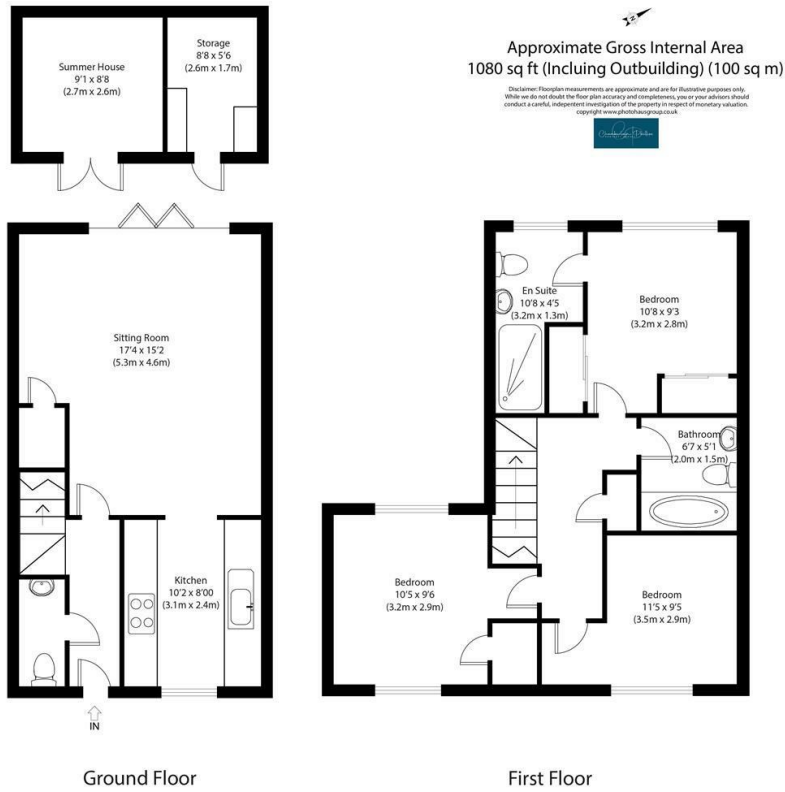 Summer House
9'1 x 8'8
(2.7m x 2.6m)
Storage
8'8 x 5'6
(2.6m x 1.7m)
N
Approximate Gross Internal Area
1080 sq ft (Incluing Outbuilding) (100 sq m)
Disclaimer: Floorplan measurements are approximate and are for illustrative purposes only.
While we do not doubt the floor plan accuracy and completeness, you or your advisors should
conduct a careful, independent investigation of the property in respect of monetary valuation.
copyright www.photohausgroup.co.uk
Sitting Room
17'4 x 15'2
(5.3m x 4.6m)
Kitchen
10'2 x 8'00
(3.1m x 2.4m)
IN
En Suite
10'8 x 4'5
(3.2m x 1.3m)
Bedroom
10'8 x 9'3
(3.2m x 2.8m)
Bathroom
6'7 x 5'1
(2.0m x 1.5m)
Bedroom
10'5 x 9'6
(3.2m x 2.9m)
Bedroom
11'5 x 9'5
(3.5m x 2.9m)
Ground Floor
First Floor